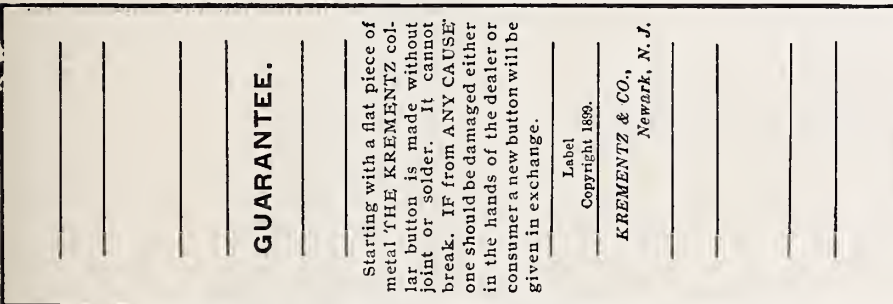 GUARANTEE.
Starting with a flat piece of
metal THE KREMENTZ col-
lar button is made without
joint or solder. It cannot
break. IF from ANY CAUSE
one should be damaged either
in the hands of the dealer or
consumer a new button will be
given in exchange.
Label
Copyright 1899.
KREMENTZ & CO.,
Newark, N. J.